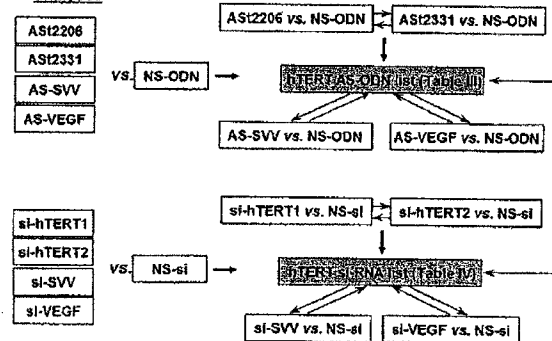 ASt2206
ASt2331
AS-SVV
AS-VEGF
vs.
NS-ODN
ASt2206 vs. NS-ODN
ASt2331 vs. NS-ODN
hTERT-AS-ODN list (Table III)
AS-SVV vs. NS-ODN
AS-VEGF vs. NS-ODN
si-hTERT1
si-hTERT2
si-SVV
si-VEGF
vs.
NS-si
si-hTERT1 vs. NS-si
si-hTERT2 vs. NS-si
hTERT-si-RNA list (Table IV)
si-SVV vs. NS-si
si-VEGF vs. NS-si